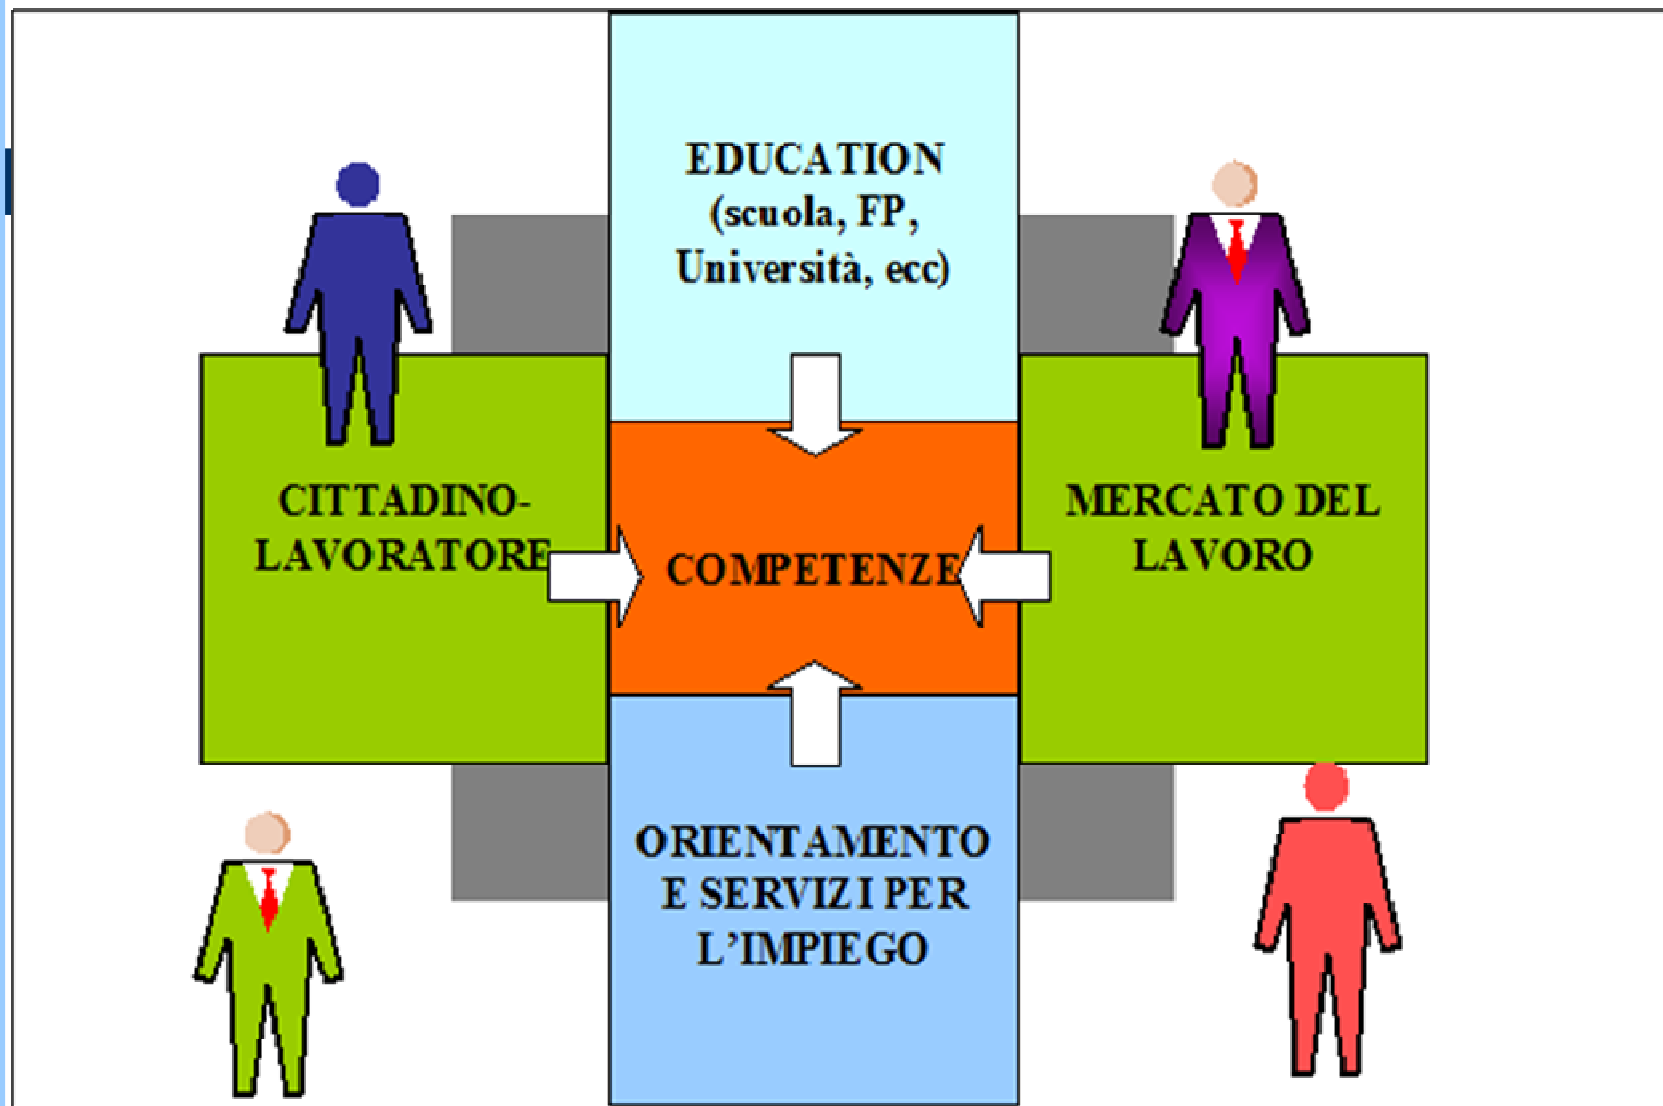 EDUCATION
(scuola, FP,
Università, ecc)
CITTADINO-
LAVORATORE
COMPETENZE
MERCATO DEL
LAVORO
ORIENTAMENTO
E SERVIZI PER
L’IMPIEGO